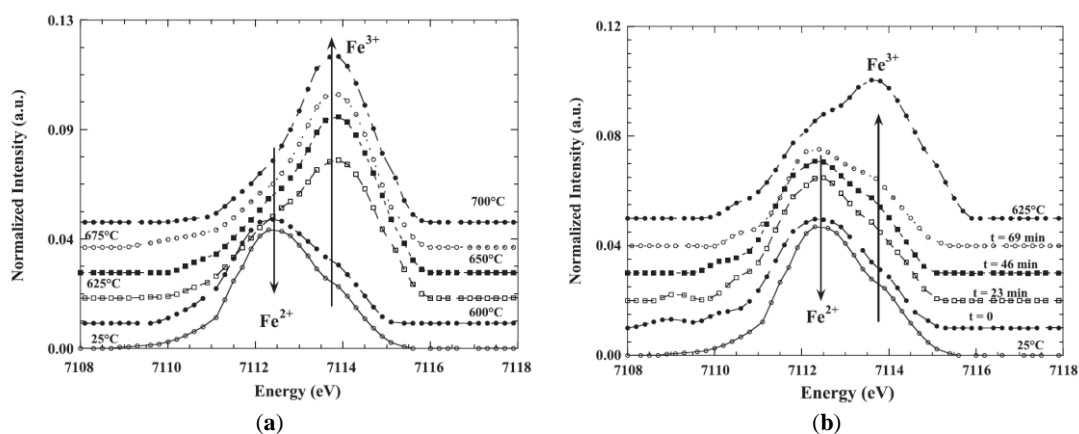 (a)
Normalized Intensity (a.u.)
0.12
0.09
0.04
0.00
Fe³⁺
Fe²⁺
700°C
675°C
650°C
625°C
600°C
25°C
7108 7110 7112 7114 7116 7118
Energy (eV)
(b)
Normalized Intensity (a.u.)
0.12
0.08
0.04
0.00
Fe³⁺
Fe²⁺
625°C
t = 69 min
t = 46 min
t = 23 min
t = 0
25°C
7108 7110 7112 7114 7116 7118
Energy (eV)
(a)
(b)